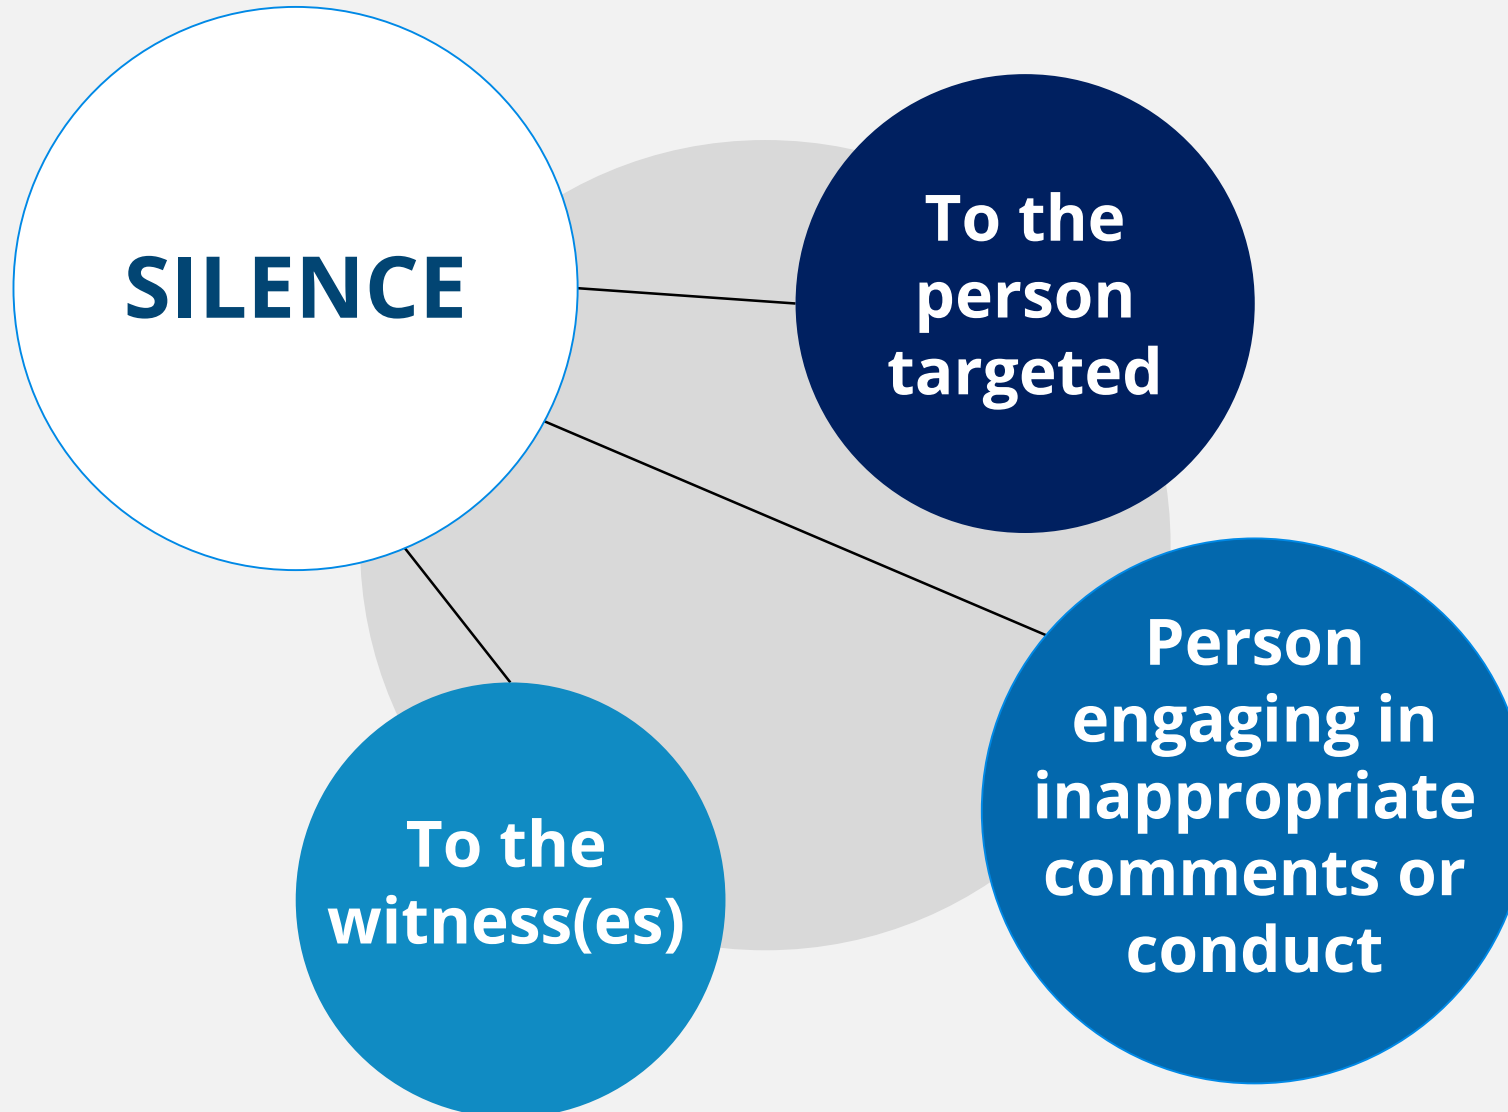 SILENCE
To the
person
targeted
Person
engaging in
inappropriate
comments or
conduct
To the
witness(es)